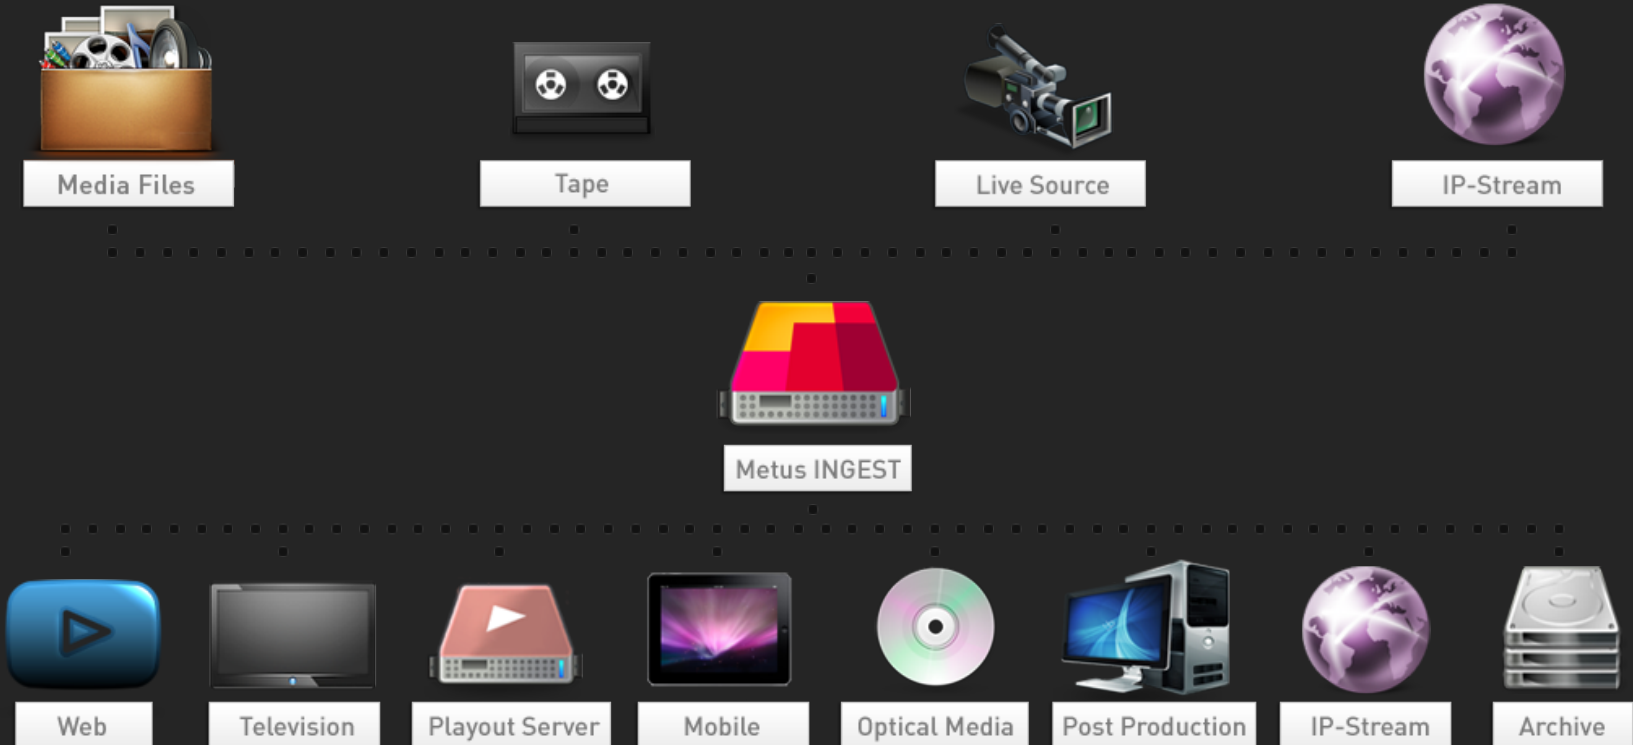 Media Files
Tape
Live Source
IP-Stream
Metus INGEST
Web
Television
Playout Server
Mobile
Optical Media
Post Production
IP-Stream
Archive